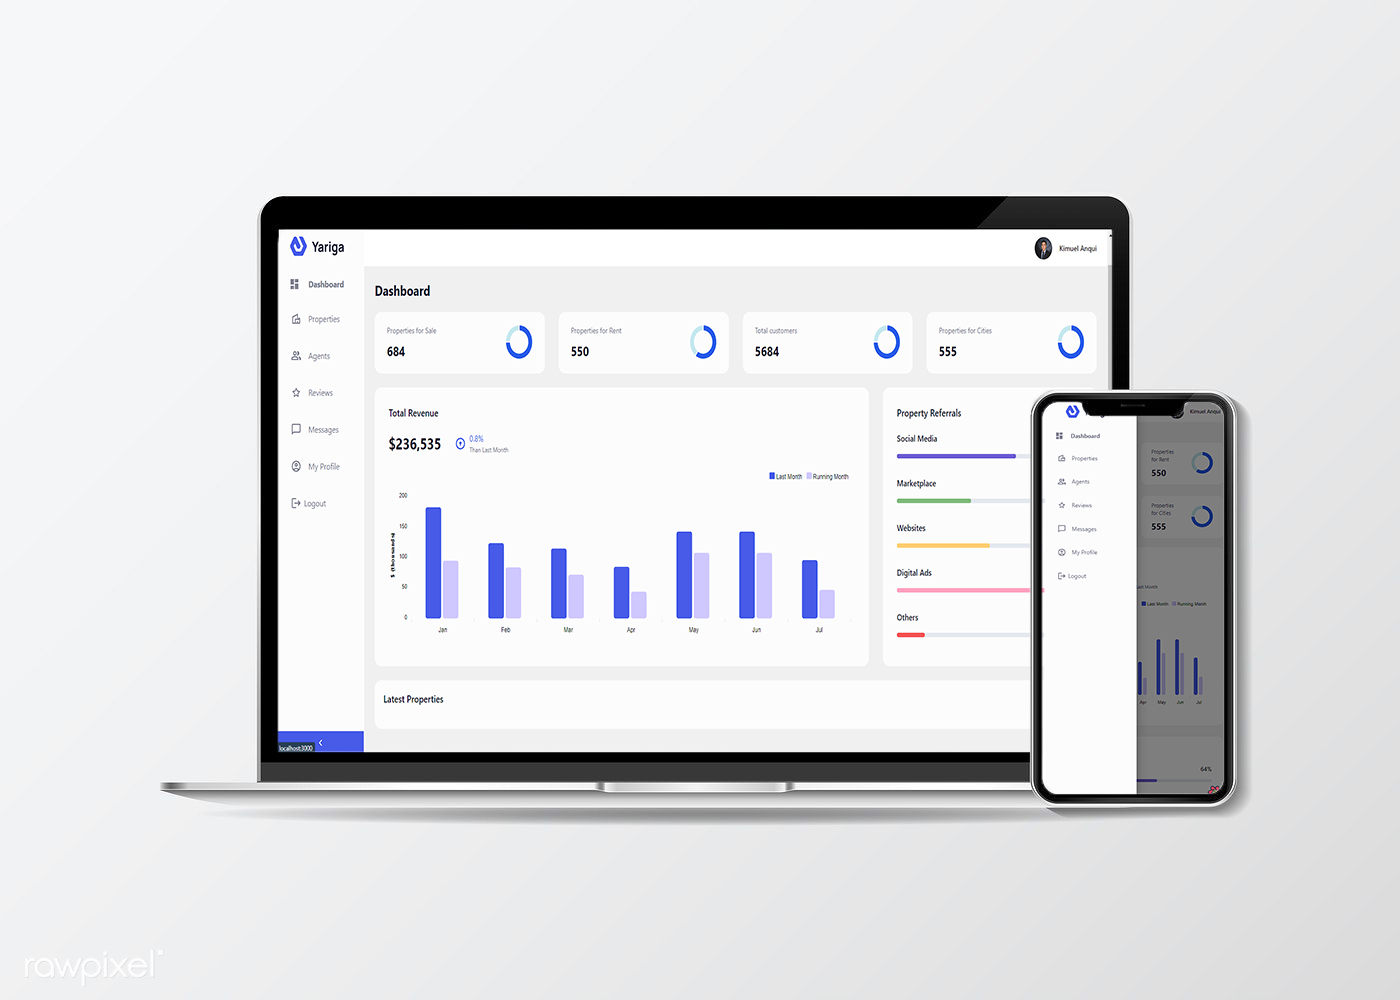 Yariga
Kimuel Anqui
Dashboard
Properties
Agents
Reviews
Messages
My Profile
Logout
localhost:3000
Dashboard
Properties for Sale
684
Properties for Rent
550
Total customers
5684
Properties for Cities
555
Total Revenue
$236,535
0.8%
Than Last Month
Last Month
Running Month
$ (thousands)
200
150
100
50
0
Jan
Feb
Mar
Apr
May
Jun
Jul
Property Referrals
Social Media
Marketplace
Websites
Digital Ads
Others
Latest Properties
Kimuel Anqui
Dashboard
Properties
Agents
Reviews
Messages
My Profile
Logout
Properties
for Rent
550
Properties
for Cities
555
Month
Last Month
Running Month
Apr
May
Jun
Jul
64%
rawpixel